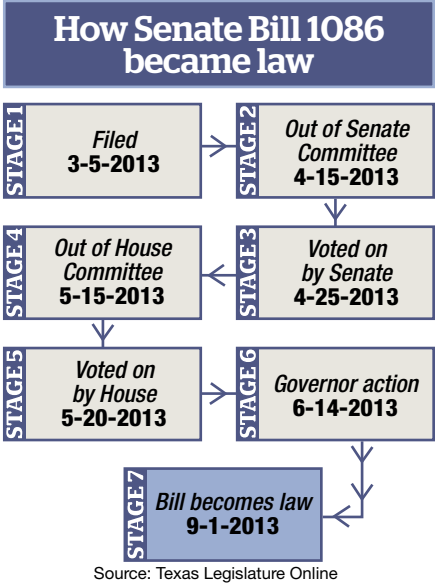 How Senate Bill 1086
became law
STAGE 1
Filed
3-5-2013
STAGE 2
Out of Senate
Committee
4-15-2013
STAGE 3
Voted on
by Senate
4-25-2013
STAGE 4
Out of House
Committee
5-15-2013
STAGE 5
Voted on
by House
5-20-2013
STAGE 6
Governor action
6-14-2013
STAGE 7
Bill becomes law
9-1-2013
Source: Texas Legislature Online